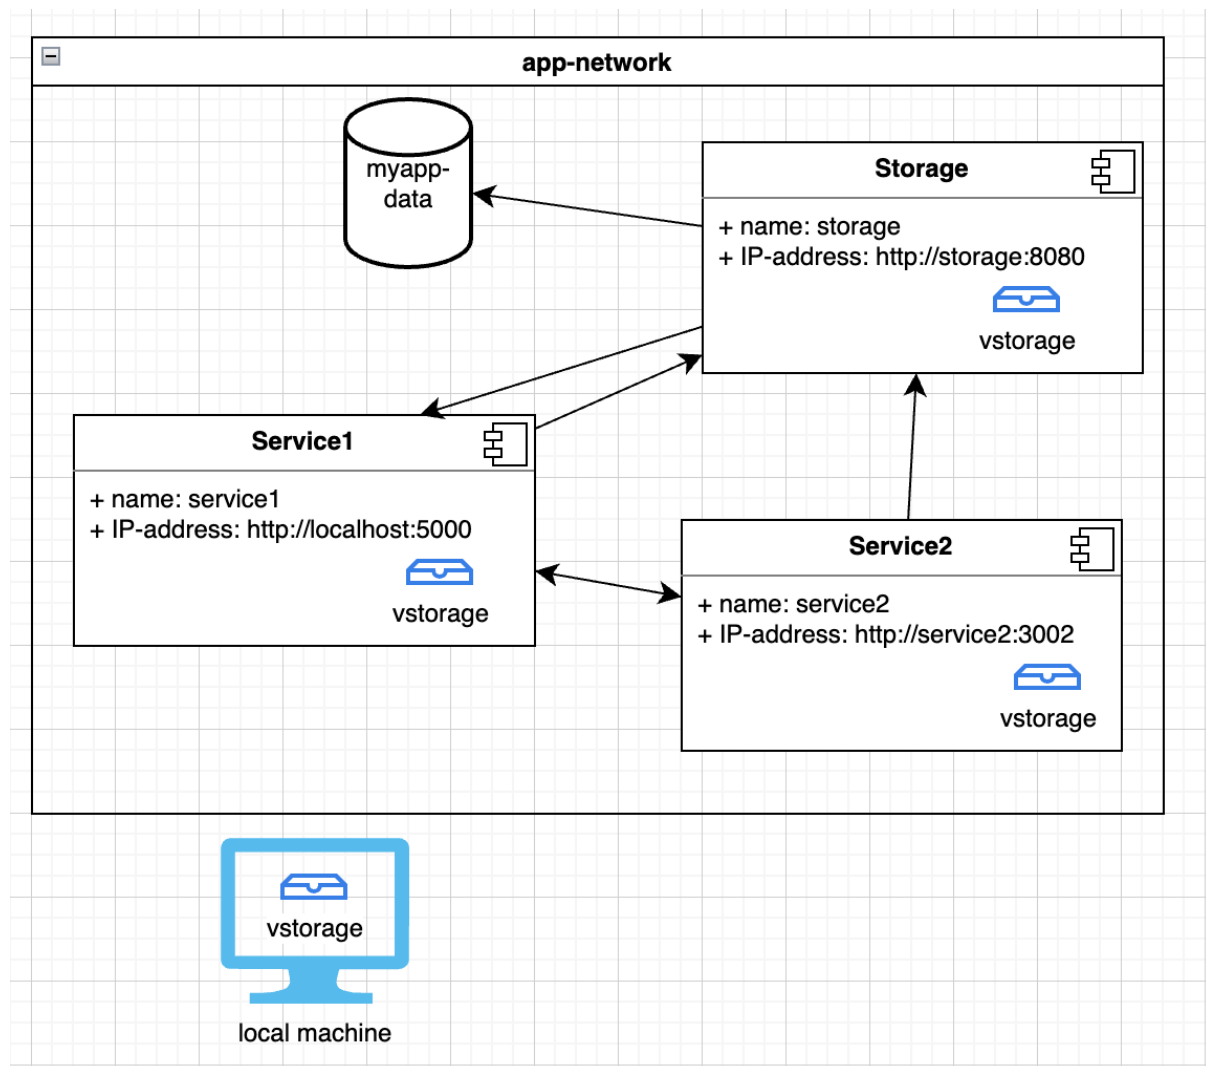 app-network
myapp-
data
Storage
+ name: storage
+ IP-address: http://storage:8080
vstorage
Service1
+ name: service1
+ IP-address: http://localhost:5000
vstorage
Service2
+ name: service2
+ IP-address: http://service2:3002
vstorage
vstorage
local machine